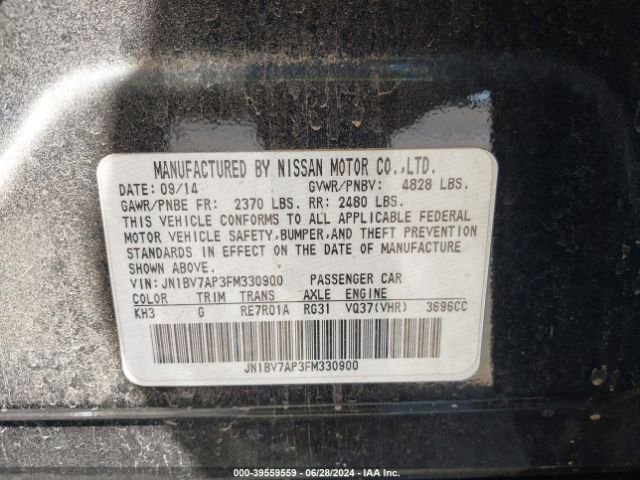 MANUFACTURED BY NISSAN MOTOR CO.,LTD.
DATE: 09/14 GVWR/PNBV: 4828 LBS.
GAWR/PNBE FR: 2370 LBS. RR: 2480 LBS.
THIS VEHICLE CONFORMS TO ALL APPLICABLE FEDERAL
MOTOR VEHICLE SAFETY,BUMPER,AND THEFT PREVENTION
STANDARDS IN EFFECT ON THE DATE OF MANUFACTURE
SHOWN ABOVE.
VIN: JN1BV7AP3FM330900 PASSENGER CAR
COLOR TRIM TRANS AXLE ENGINE
KH3 G RE7R01A RG31 VQ37(VHR) 3696CC
JN1BV7AP3FM330900
000-39559559 — 06/28/2024 — IAA Inc.